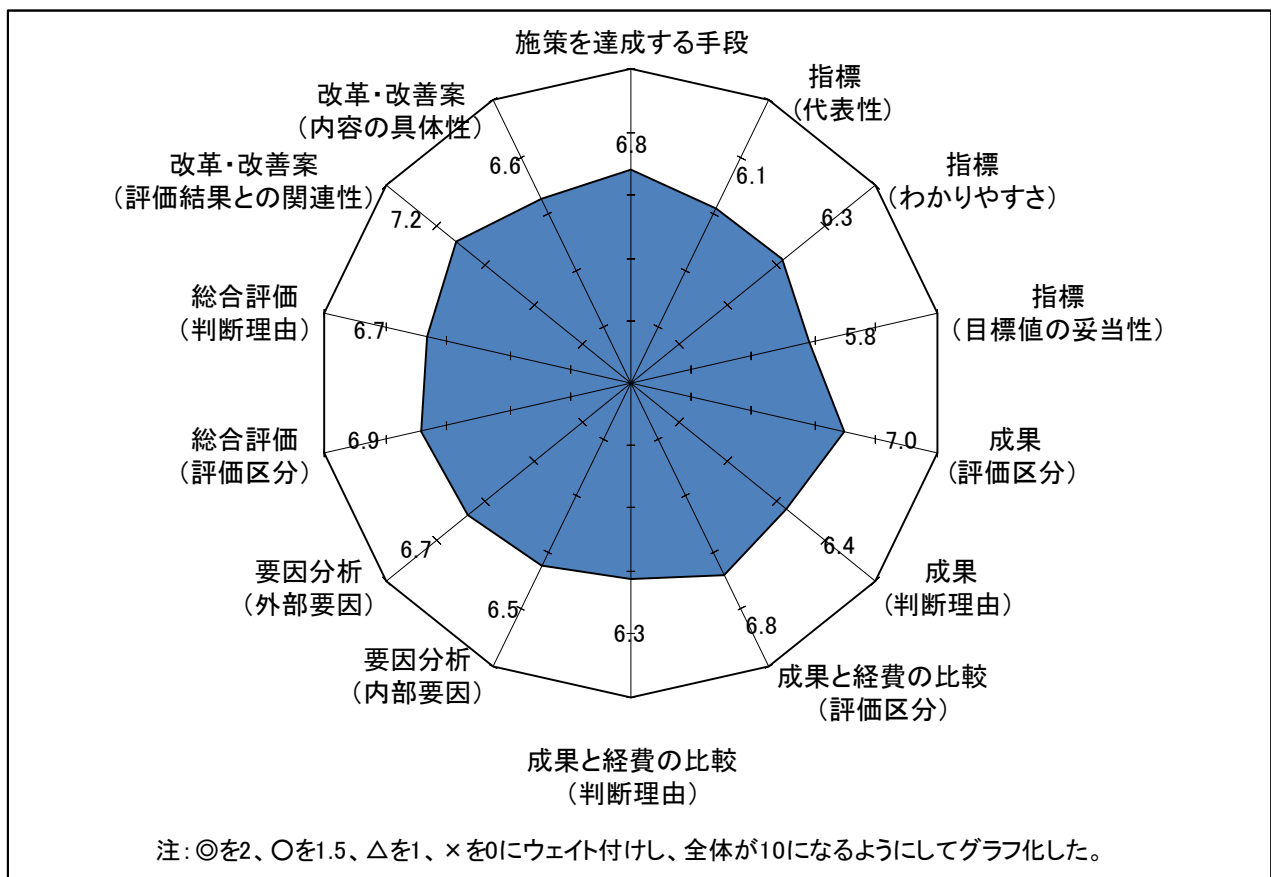 施策を達成する手段
6.8
指標
（代表性）
6.1
指標
（わかりやすさ）
6.3
指標
（目標値の妥当性）
5.8
成果
（評価区分）
7.0
成果
（判断理由）
6.4
成果と経費の比較
（評価区分）
6.8
成果と経費の比較
（判断理由）
6.3
要因分析
（内部要因）
6.5
要因分析
（外部要因）
6.7
総合評価
（評価区分）
6.9
総合評価
（判断理由）
6.7
改革・改善案
（評価結果との関連性）
7.2
改革・改善案
（内容の具体性）
6.6
注：◎を2、○を1.5、△を1、×を0にウェイト付けし、全体が10になるようにしてグラフ化した。